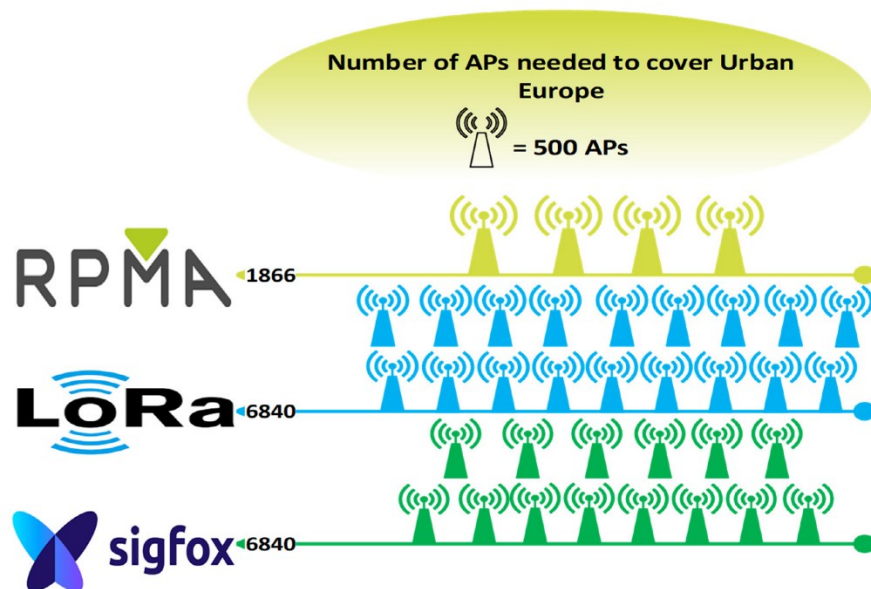 Number of APs needed to cover Urban
Europe
= 500 APs
RPMA
1866
LoRa
6840
sigfox
6840